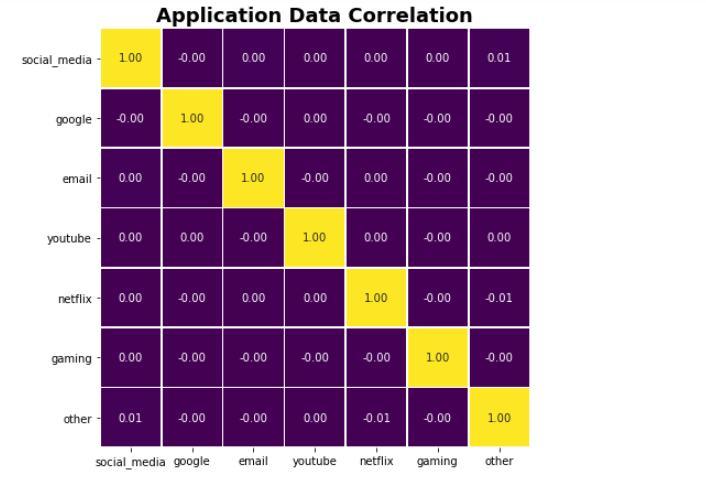 Application Data Correlation
social_media 1.00 -0.00 0.00 0.00 0.00 0.00 0.01
google -0.00 1.00 -0.00 0.00 -0.00 -0.00 -0.00
email 0.00 -0.00 1.00 -0.00 0.00 -0.00 -0.00
youtube 0.00 0.00 -0.00 1.00 0.00 -0.00 0.00
netflix 0.00 -0.00 0.00 0.00 1.00 -0.00 -0.01
gaming 0.00 -0.00 -0.00 -0.00 -0.00 1.00 -0.00
other 0.01 -0.00 -0.00 0.00 -0.01 -0.00 1.00
social_media google email youtube netflix gaming other